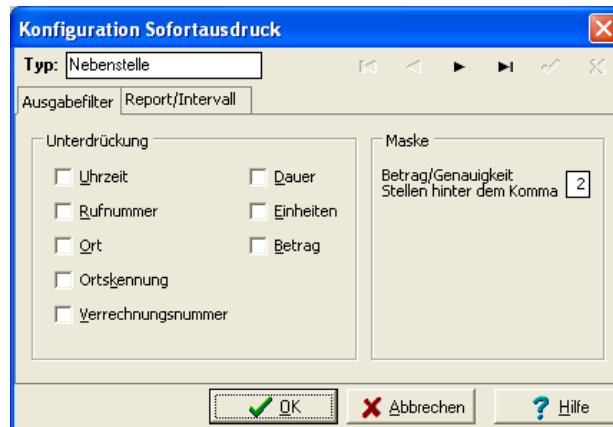 Konfiguration Sofortausdruck
Typ: Nebenstelle
Ausgabefilter Report/Intervall
Unterdrückung
Uhrzeit
Rufnummer
Ort
Ortskennung
Verrechnungsnummer
Dauer
Einheiten
Betrag
Maske
Betrag/Genauigkeit
Stellen hinter dem Komma 2
OK Abbrechen Hilfe